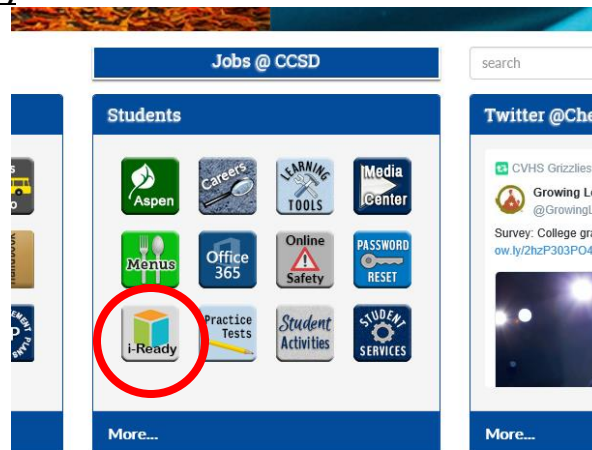 Jobs @ CCSD
search
Students
Twitter @Che
Aspen
Careers
LEARNING
TOOLS
Media
Center
CVHS Grizzlies
Growing Le
@GrowingL
Survey: College gra
ow.ly/2hzP303PO4
Menus
Office
365
Online
Safety
PASSWORD
RESET
i-Ready
Practice
Tests
Student
Activities
STUDENT
SERVICES
More...
More...